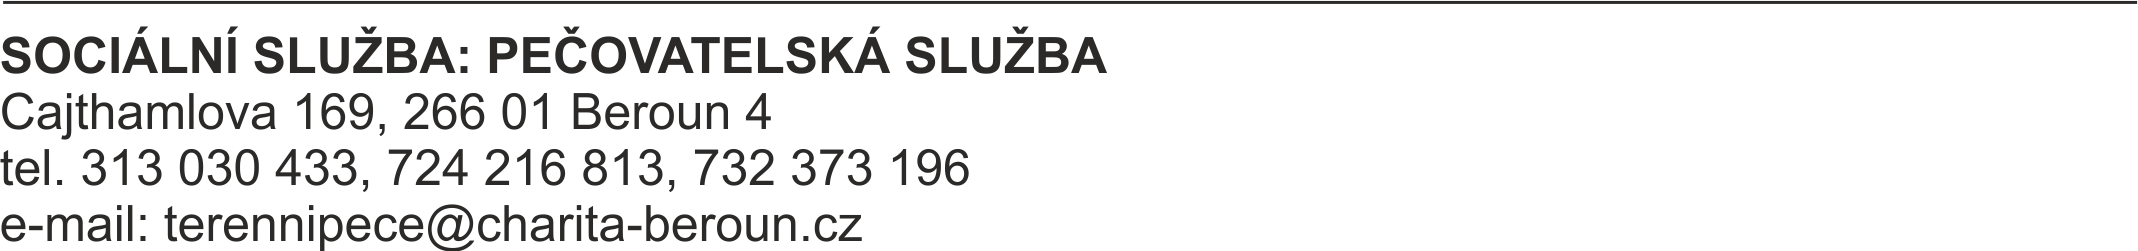 SOCIÁLNÍ SLUŽBA: PEČOVATELSKÁ SLUŽBA
Cajthamlova 169, 266 01 Beroun 4
tel. 313 030 433, 724 216 813, 732 373 196
e-mail: terennipece@charita-beroun.cz